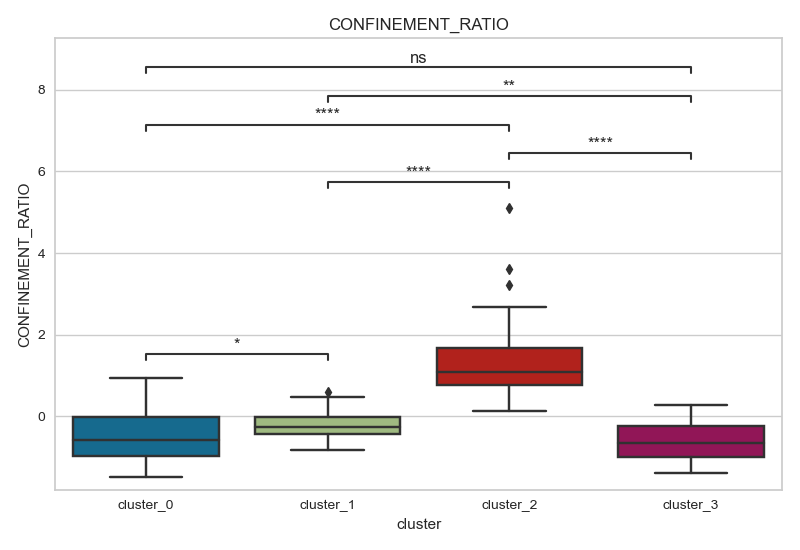 CONFINEMENT_RATIO
ns
**
****
****
****
*
CONFINEMENT_RATIO
8
6
4
2
0
cluster_0 cluster_1 cluster_2 cluster_3
cluster